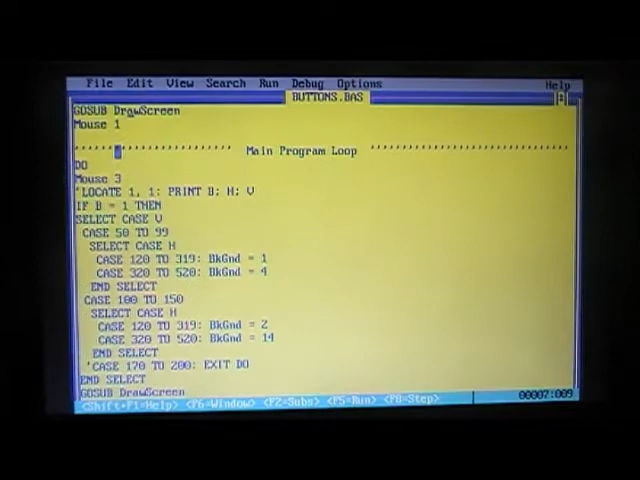 File Edit View Search Run Debug Options Help
BUTTONS.BAS
GOSUB DrawScreen
Mouse 1
'''''''''''''''''''''''' Main Program Loop ''''''''''''''''''''''''''''''
DO
Mouse 3
'LOCATE 1, 1: PRINT B; H; V
IF B = 1 THEN
SELECT CASE V
CASE 50 TO 99
SELECT CASE H
CASE 120 TO 319: BkGnd = 1
CASE 320 TO 520: BkGnd = 4
END SELECT
CASE 100 TO 150
SELECT CASE H
CASE 120 TO 319: BkGnd = 2
CASE 320 TO 520: BkGnd = 14
END SELECT
'CASE 170 TO 200: EXIT DO
END SELECT
GOSUB DrawScreen
<Shift+F1=Help> <F6=Window> <F2=Subs> <F5=Run> <F8=Step> 00007:009